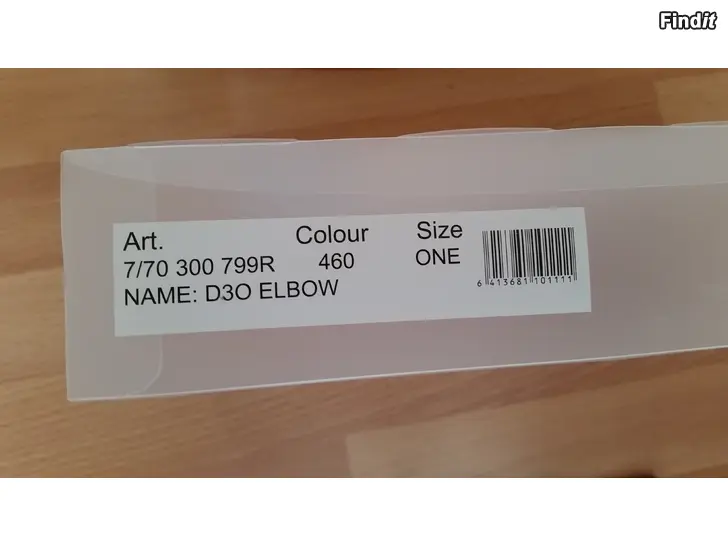 Findit
Art. Colour Size
7/70 300 799R 460 ONE
NAME: D3O ELBOW
6 413681 101111